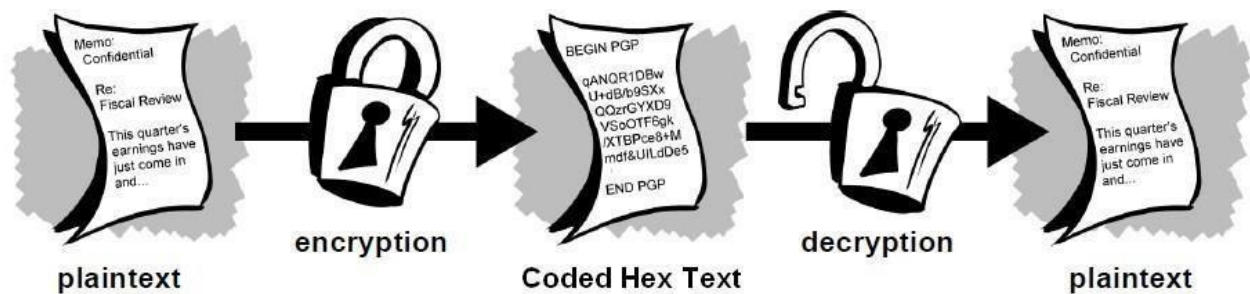 Memo:
Confidential
Re:
Fiscal Review
This quarter's
earnings have
just come in
and...
BEGIN PGP
qANQR1DBw
U+dB/b9SXx
QQzrGYXD9
VSoOTF6gk
/XTBPce8+M
mdf&UILdDe5
END PGP
Memo:
Confidential
Re:
Fiscal Review
This quarter's
earnings have
just come in
and...
encryption
decryption
plaintext
Coded Hex Text
plaintext